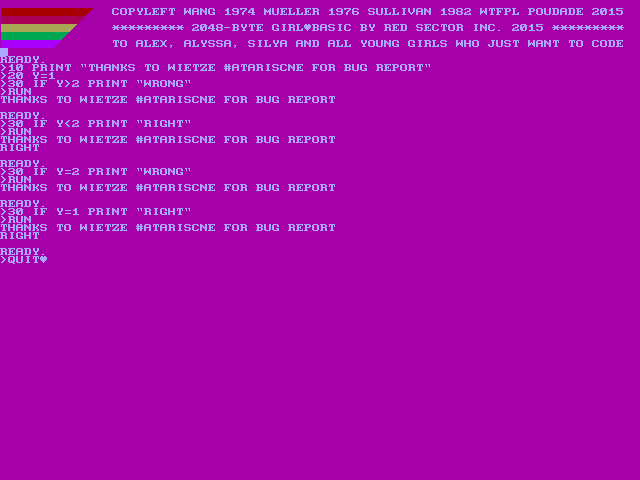 COPYLEFT WANG 1974 MUELLER 1976 SULLIVAN 1982 WTFPL POUDADE 2015
********* 2048-BYTE GIRL♥BASIC BY RED SECTOR INC. 2015 *********
TO ALEX, ALYSSA, SILYA AND ALL YOUNG GIRLS WHO JUST WANT TO CODE
READY.
>10 PRINT "THANKS TO WIETZE #ATARISCNE FOR BUG REPORT"
>20 Y=1
>30 IF Y>2 PRINT "WRONG"
>RUN
THANKS TO WIETZE #ATARISCNE FOR BUG REPORT
READY.
>30 IF Y<2 PRINT "RIGHT"
>RUN
THANKS TO WIETZE #ATARISCNE FOR BUG REPORT
RIGHT
READY.
>30 IF Y=2 PRINT "WRONG"
>RUN
THANKS TO WIETZE #ATARISCNE FOR BUG REPORT
READY.
>30 IF Y=1 PRINT "RIGHT"
>RUN
THANKS TO WIETZE #ATARISCNE FOR BUG REPORT
RIGHT
READY.
>QUIT♥